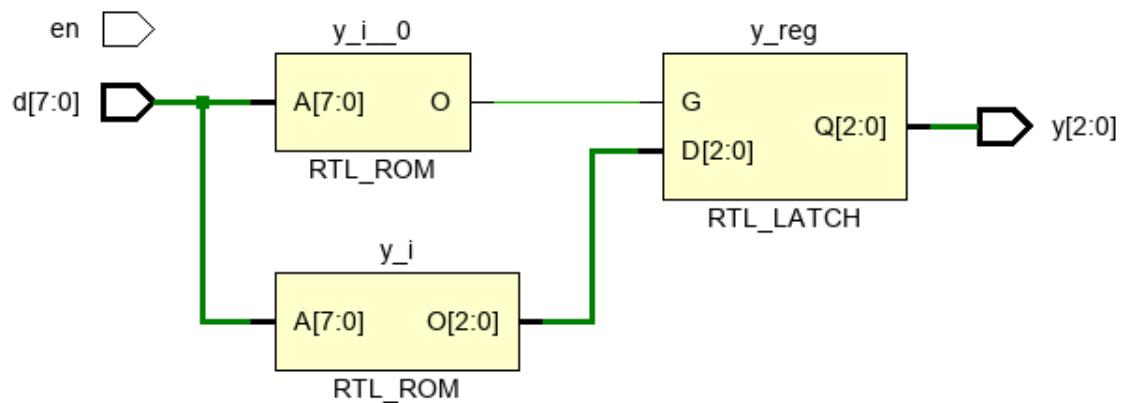 en
d[7:0]
y_i__0
A[7:0] O
RTL_ROM
y_i
A[7:0] O[2:0]
RTL_ROM
y_reg
G
D[2:0]
Q[2:0]
RTL_LATCH
y[2:0]